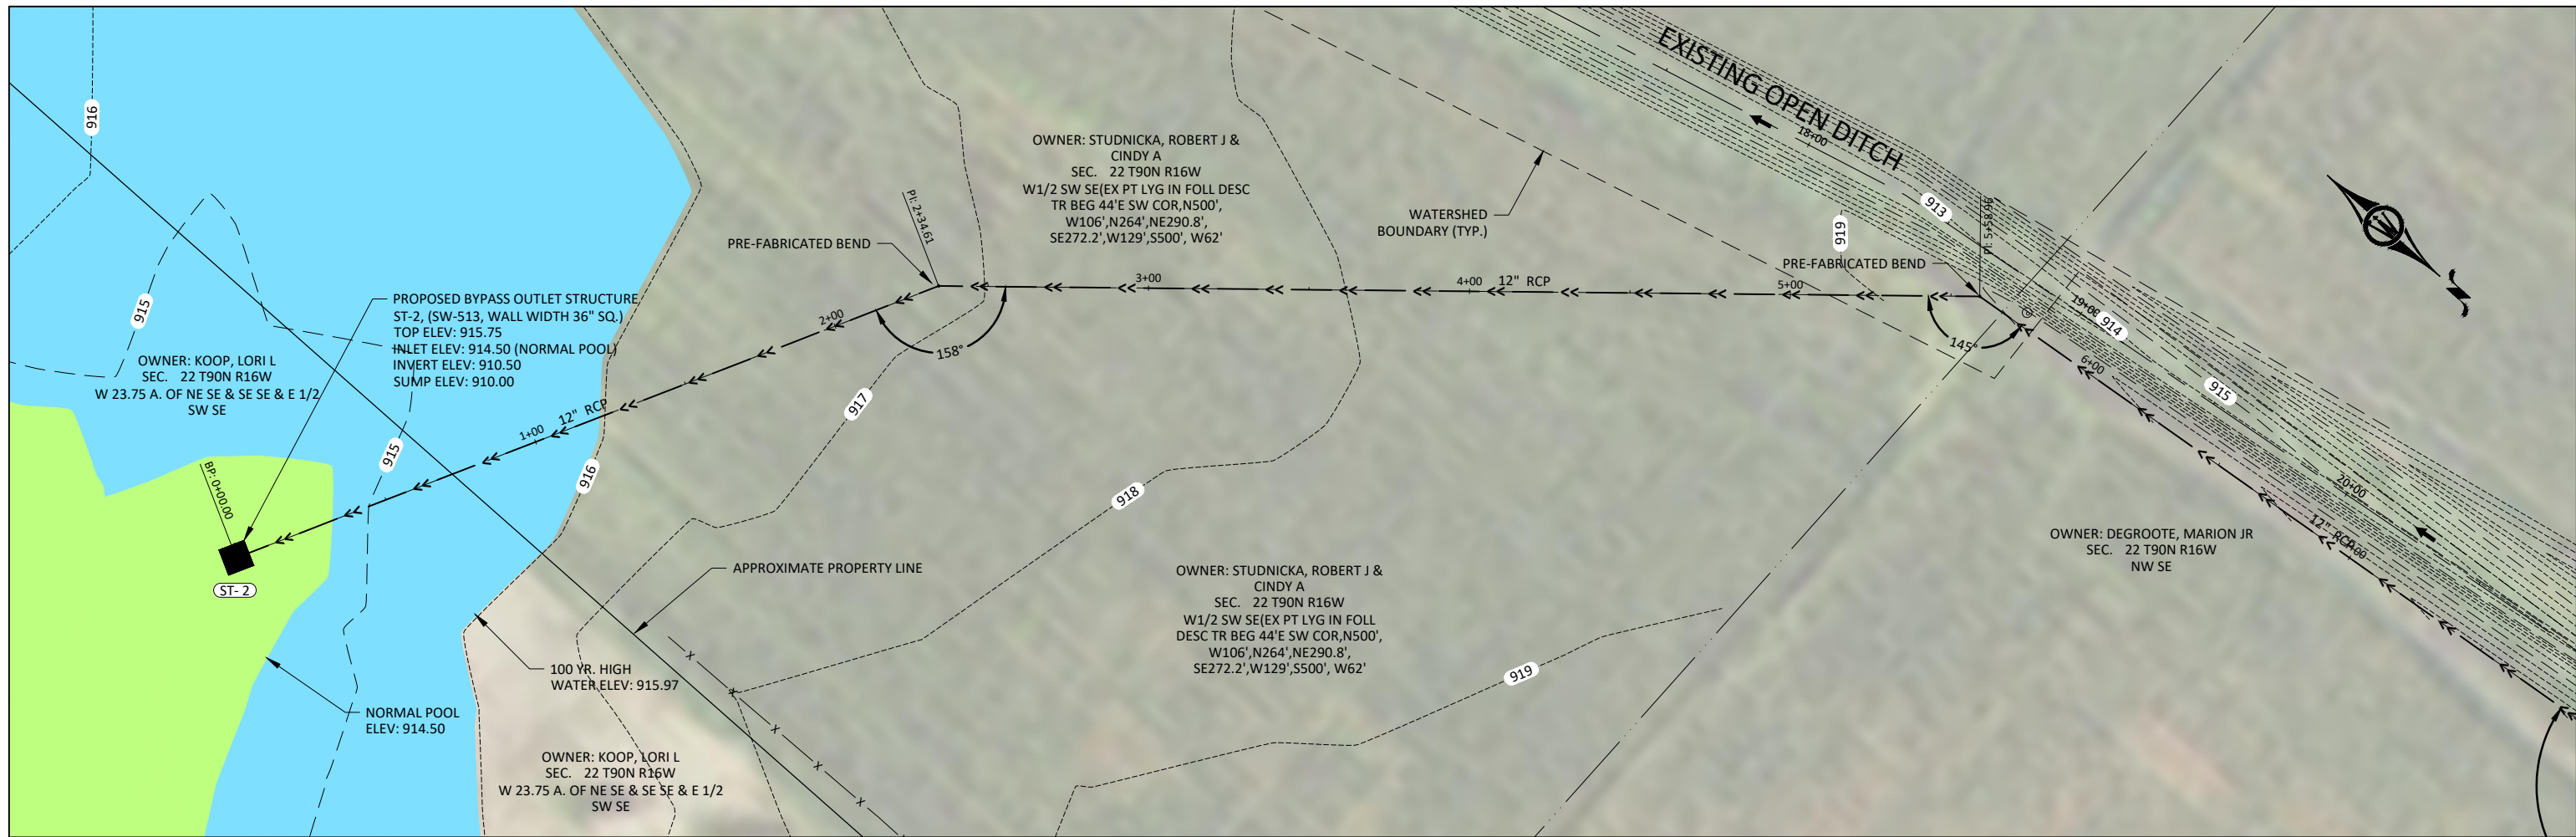 EXISTING OPEN DITCH
18+00
916
913
OWNER: STUDNICKA, ROBERT J &
CINDY A
SEC. 22 T90N R16W
W1/2 SW SE(EX PT LYG IN FOLL DESC
TR BEG 44'E SW COR,N500',
W106',N264',NE290.8',
SE272.2',W129',S500', W62'
PI: 2+34.61
WATERSHED
BOUNDARY (TYP.)
919
PI: 5+58.96
PRE-FABRICATED BEND
PRE-FABRICATED BEND
3+00
4+00
12" RCP
5+00
19+00
914
PROPOSED BYPASS OUTLET STRUCTURE
ST-2, (SW-513, WALL WIDTH 36" SQ.)
TOP ELEV: 915.75
INLET ELEV: 914.50 (NORMAL POOL)
INVERT ELEV: 910.50
SUMP ELEV: 910.00
915
2+00
158°
145°
6+00
915
OWNER: KOOP, LORI L
SEC. 22 T90N R16W
W 23.75 A. OF NE SE & SE SE & E 1/2
SW SE
917
12" RCP
1+00
915
916
918
20+00
BP: 0+00.00
12" RCP
OWNER: DEGROOTE, MARION JR
SEC. 22 T90N R16W
NW SE
ST- 2
APPROXIMATE PROPERTY LINE
OWNER: STUDNICKA, ROBERT J &
CINDY A
SEC. 22 T90N R16W
W1/2 SW SE(EX PT LYG IN FOLL
DESC TR BEG 44'E SW COR,N500',
W106',N264',NE290.8',
SE272.2',W129',S500', W62'
100 YR. HIGH
WATER ELEV: 915.97
919
NORMAL POOL
ELEV: 914.50
OWNER: KOOP, LORI L
SEC. 22 T90N R16W
W 23.75 A. OF NE SE & SE SE & E 1/2
SW SE